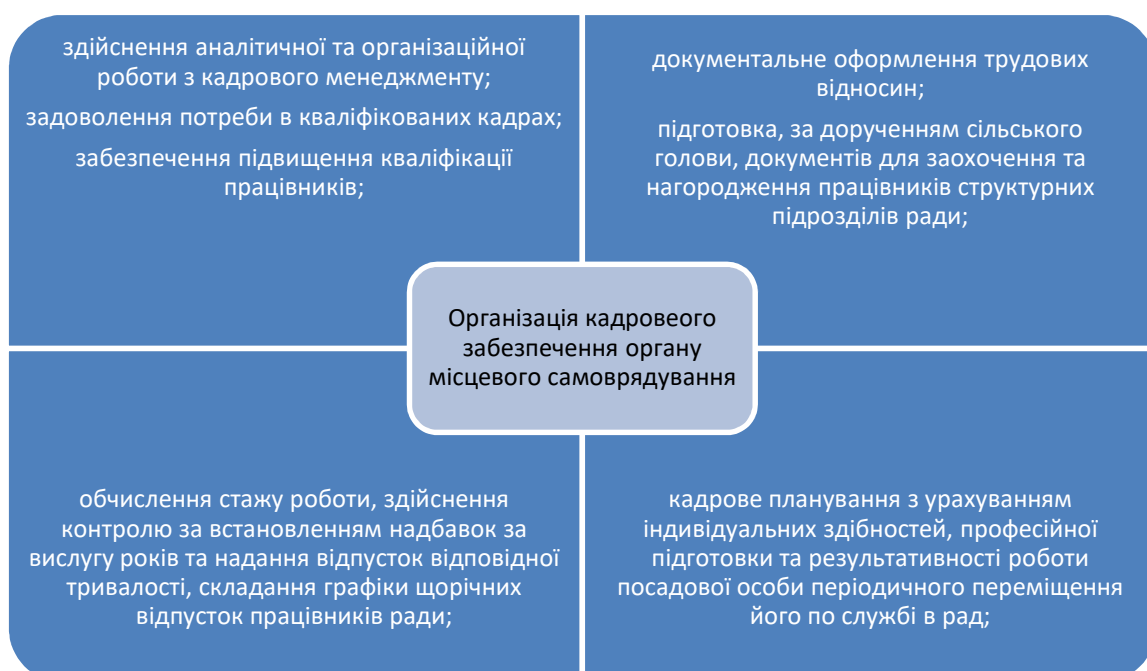 здійснення аналітичної та організаційної
роботи з кадрового менеджменту;
задоволення потреби в кваліфікованих кадрах;
забезпечення підвищення кваліфікації
працівників;
документальне оформлення трудових
відносин;
підготовка, за дорученням сільського
голови, документів для заохочення та
нагородження працівників структурних
підрозділів ради;
Організація кадровеого
забезпечення органу
місцевого самоврядування
обчислення стажу роботи, здійснення
контролю за встановленням надбавок за
вислугу років та надання відпусток відповідної
тривалості, складання графіки щорічних
відпусток працівників ради;
кадрове планування з урахуванням
індивідуальних здібностей, професійної
підготовки та результативності роботи
посадової особи періодичного переміщення
його по службі в рад;